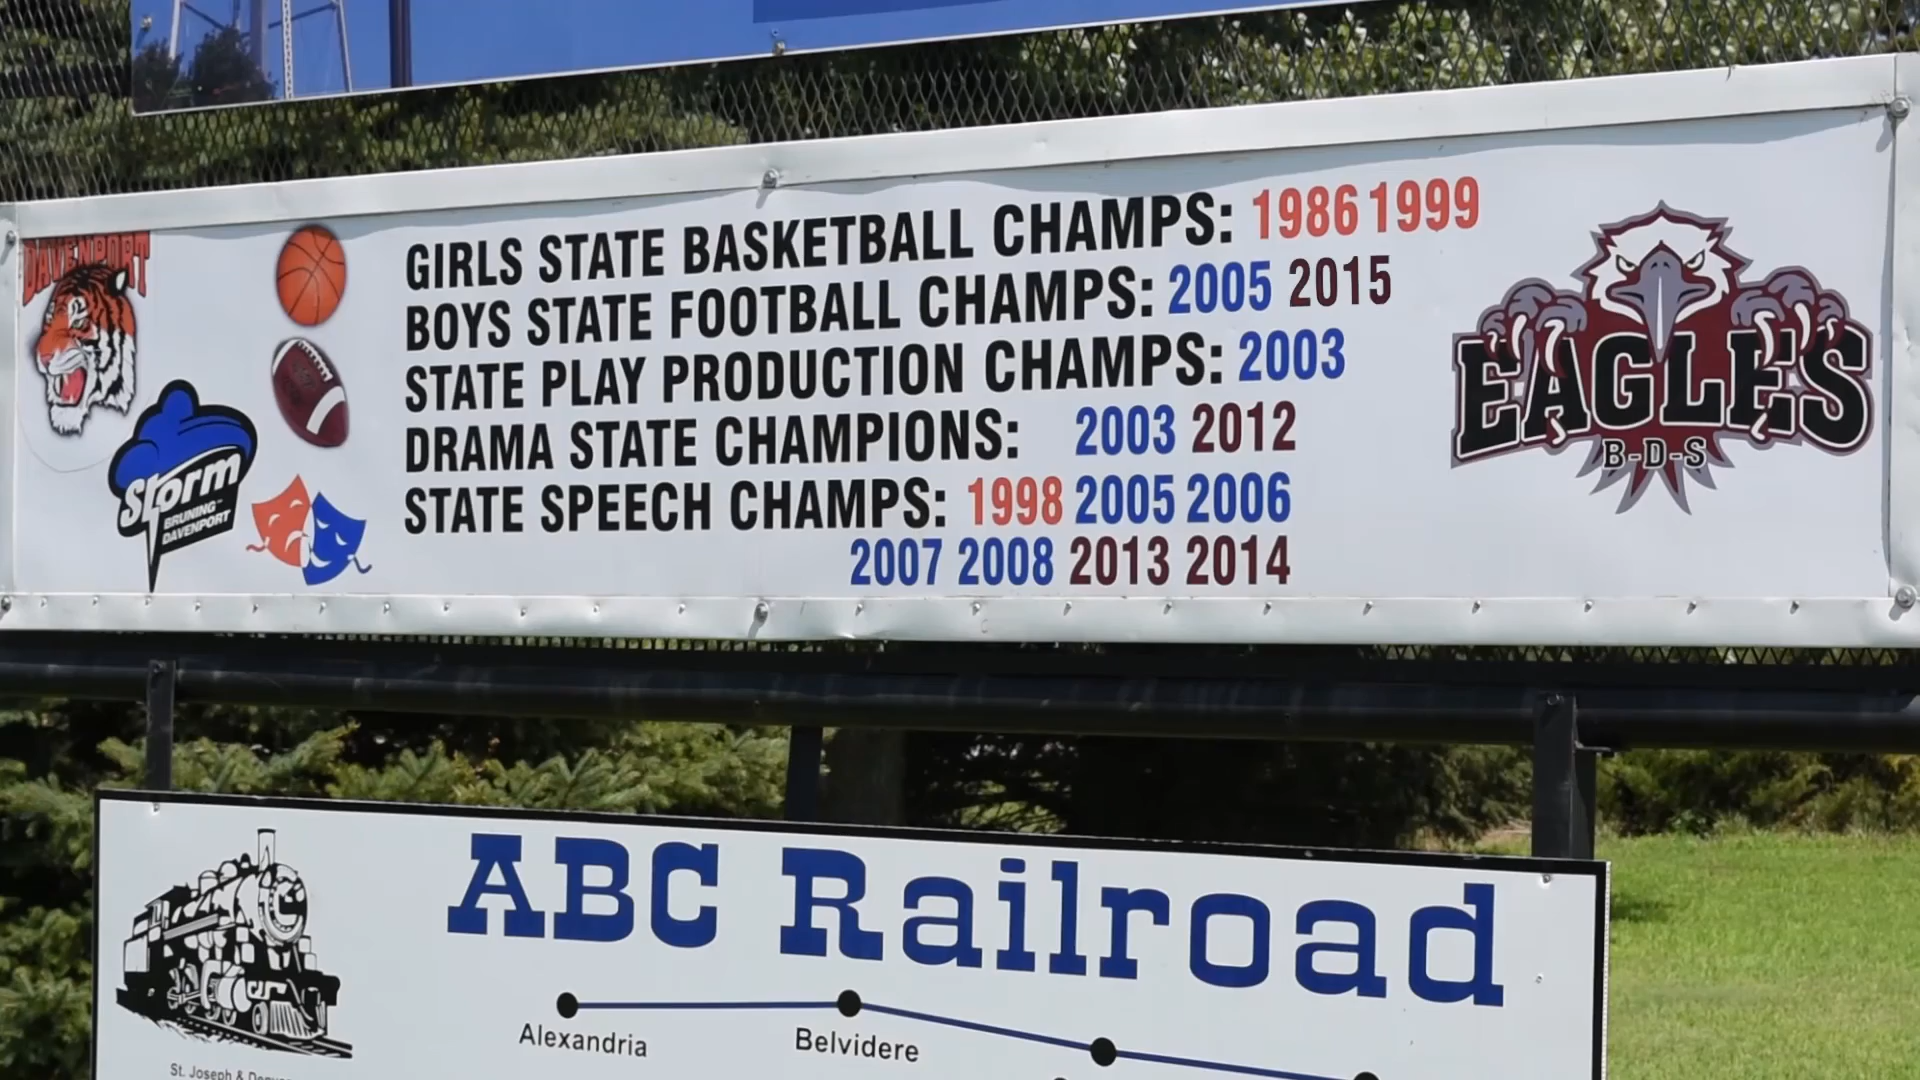 DAVENPORT
Storm
BRUNING
DAVENPORT
GIRLS STATE BASKETBALL CHAMPS: 1986 1999
BOYS STATE FOOTBALL CHAMPS: 2005 2015
STATE PLAY PRODUCTION CHAMPS: 2003
DRAMA STATE CHAMPIONS: 2003 2012
STATE SPEECH CHAMPS: 1998 2005 2006
2007 2008 2013 2014
EAGLES
B-D-S
ABC Railroad
Alexandria
Belvidere
St. Joseph &